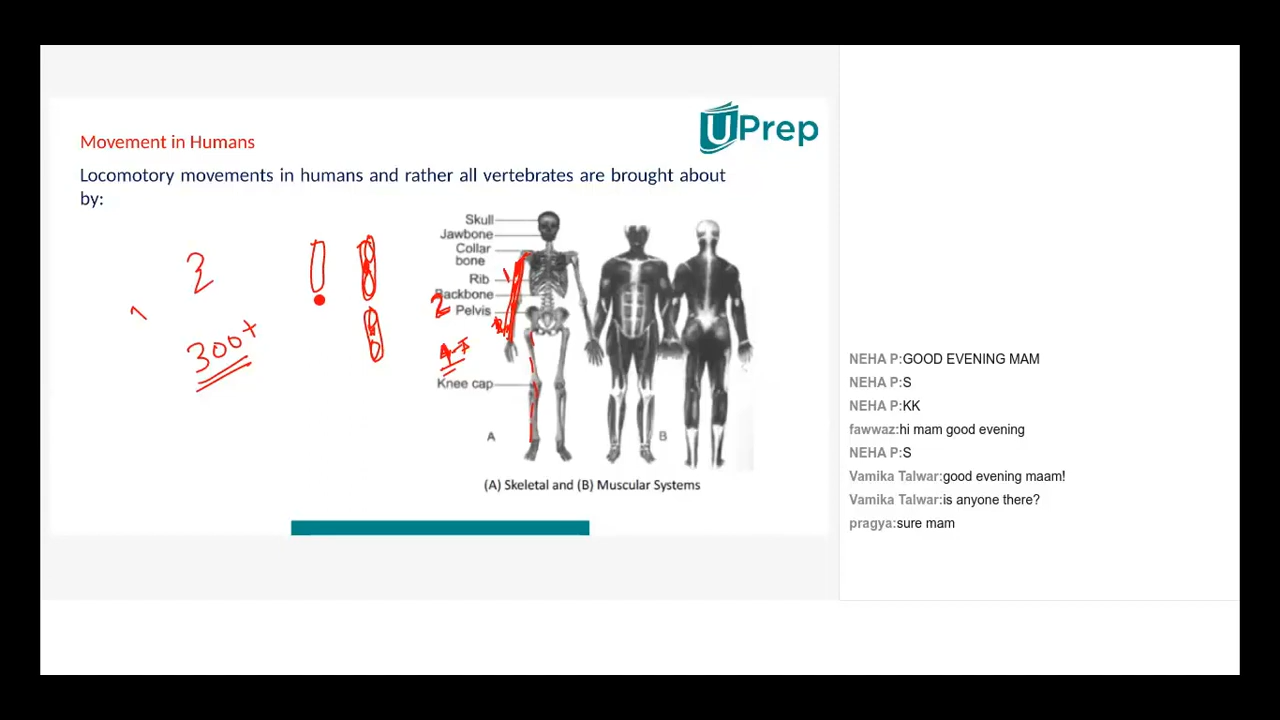 UPrep
Movement in Humans
Locomotory movements in humans and rather all vertebrates are brought about
by:
Skull
Jawbone
Collar
bone
Rib
Backbone
Pelvis
Knee cap
A
B
(A) Skeletal and (B) Muscular Systems
2
300+
2
NEHA P:GOOD EVENING MAM
NEHA P:S
NEHA P:KK
fawwaz:hi mam good evening
NEHA P:S
Vamika Talwar:good evening maam!
Vamika Talwar:is anyone there?
pragya:sure mam